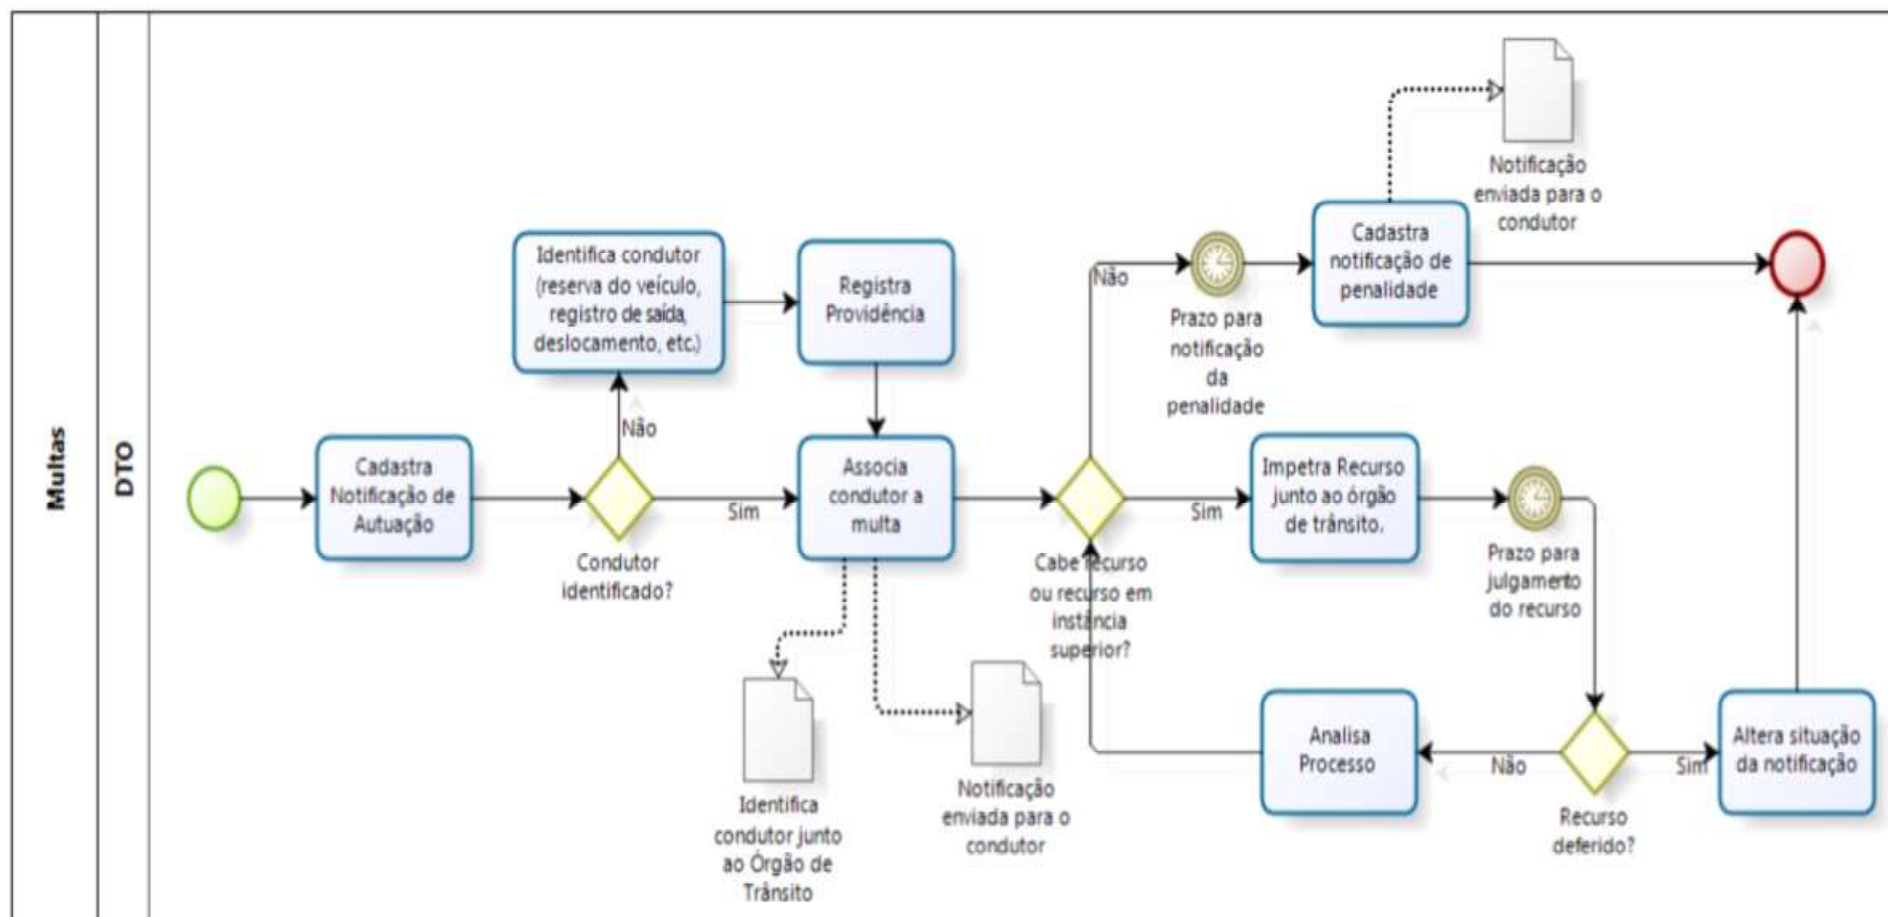 Multas
DTO
Cadastra
Notificação de
Autuação
Condutor
identificado?
Não
Sim
Identifica condutor
(reserva do veículo,
registro de saída,
deslocamento, etc.)
Registra
Providência
Associa
condutor a
multa
Identifica
condutor junto
ao Órgão de
Trânsito
Notificação
enviada para o
condutor
Cabe recurso
ou recurso em
instância
superior?
Não
Sim
Prazo para
notificação
da
penalidade
Cadastra
notificação de
penalidade
Notificação
enviada para o
condutor
Impetra Recurso
junto ao órgão
de trânsito.
Prazo para
julgamento
do recurso
Recurso
deferido?
Não
Sim
Analisa
Processo
Altera situação
da notificação